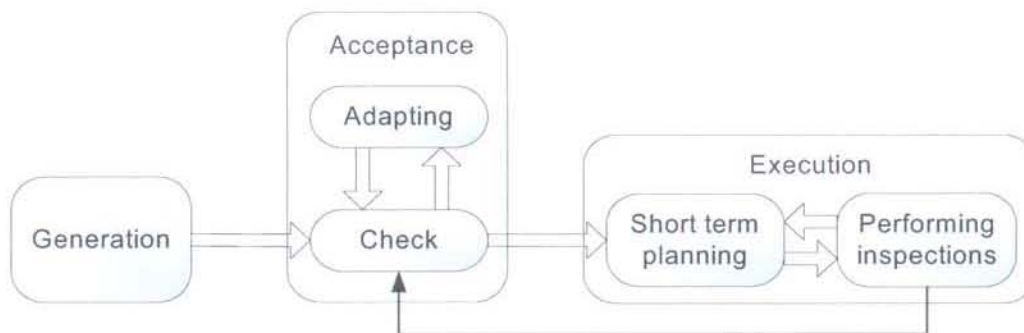 Acceptance
Adapting
Generation
Check
Execution
Short term
planning
Performing
inspections